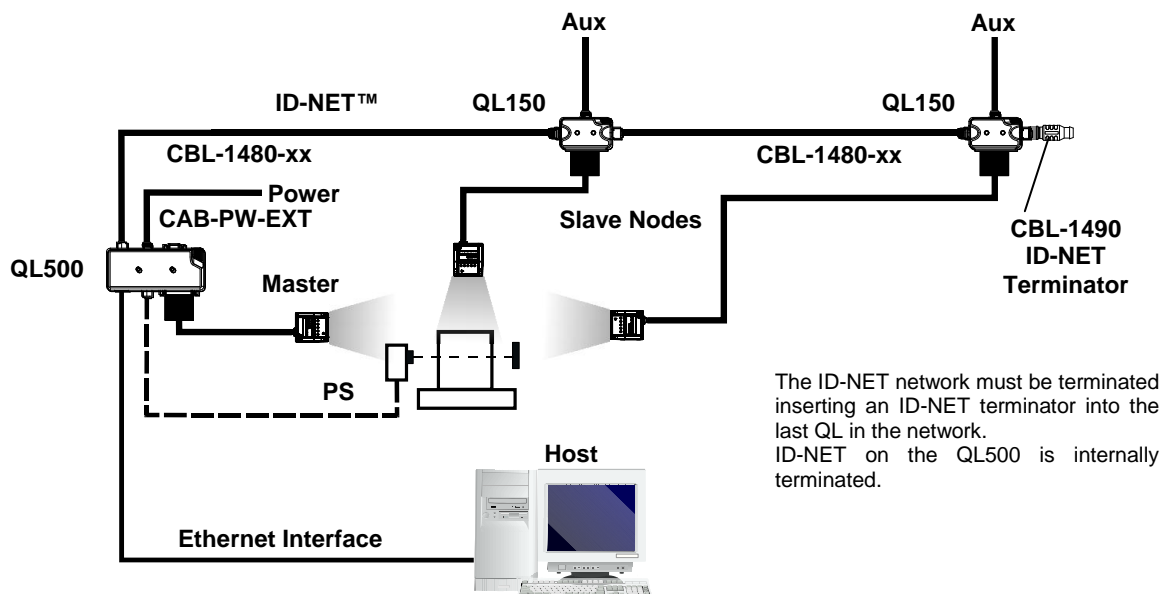 Aux
Aux
ID-NET™
QL150
QL150
CBL-1480-xx
CBL-1480-xx
Power
CAB-PW-EXT
Slave Nodes
CBL-1490
ID-NET
Terminator
QL500
Master
PS
The ID-NET network must be terminated
inserting an ID-NET terminator into the
last QL in the network.
ID-NET on the QL500 is internally
terminated.
Host
Ethernet Interface